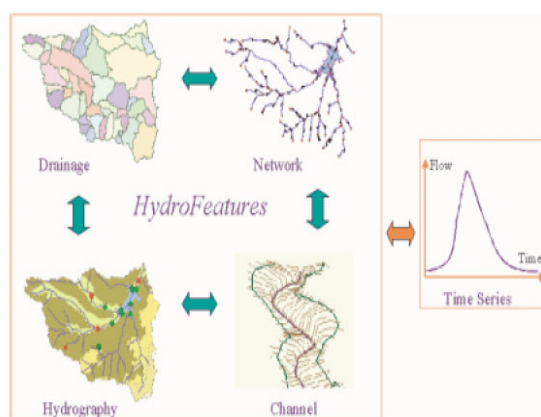 Drainage
Network
HydroFeatures
Hydrography
Channel
Flow
Time
Time Series